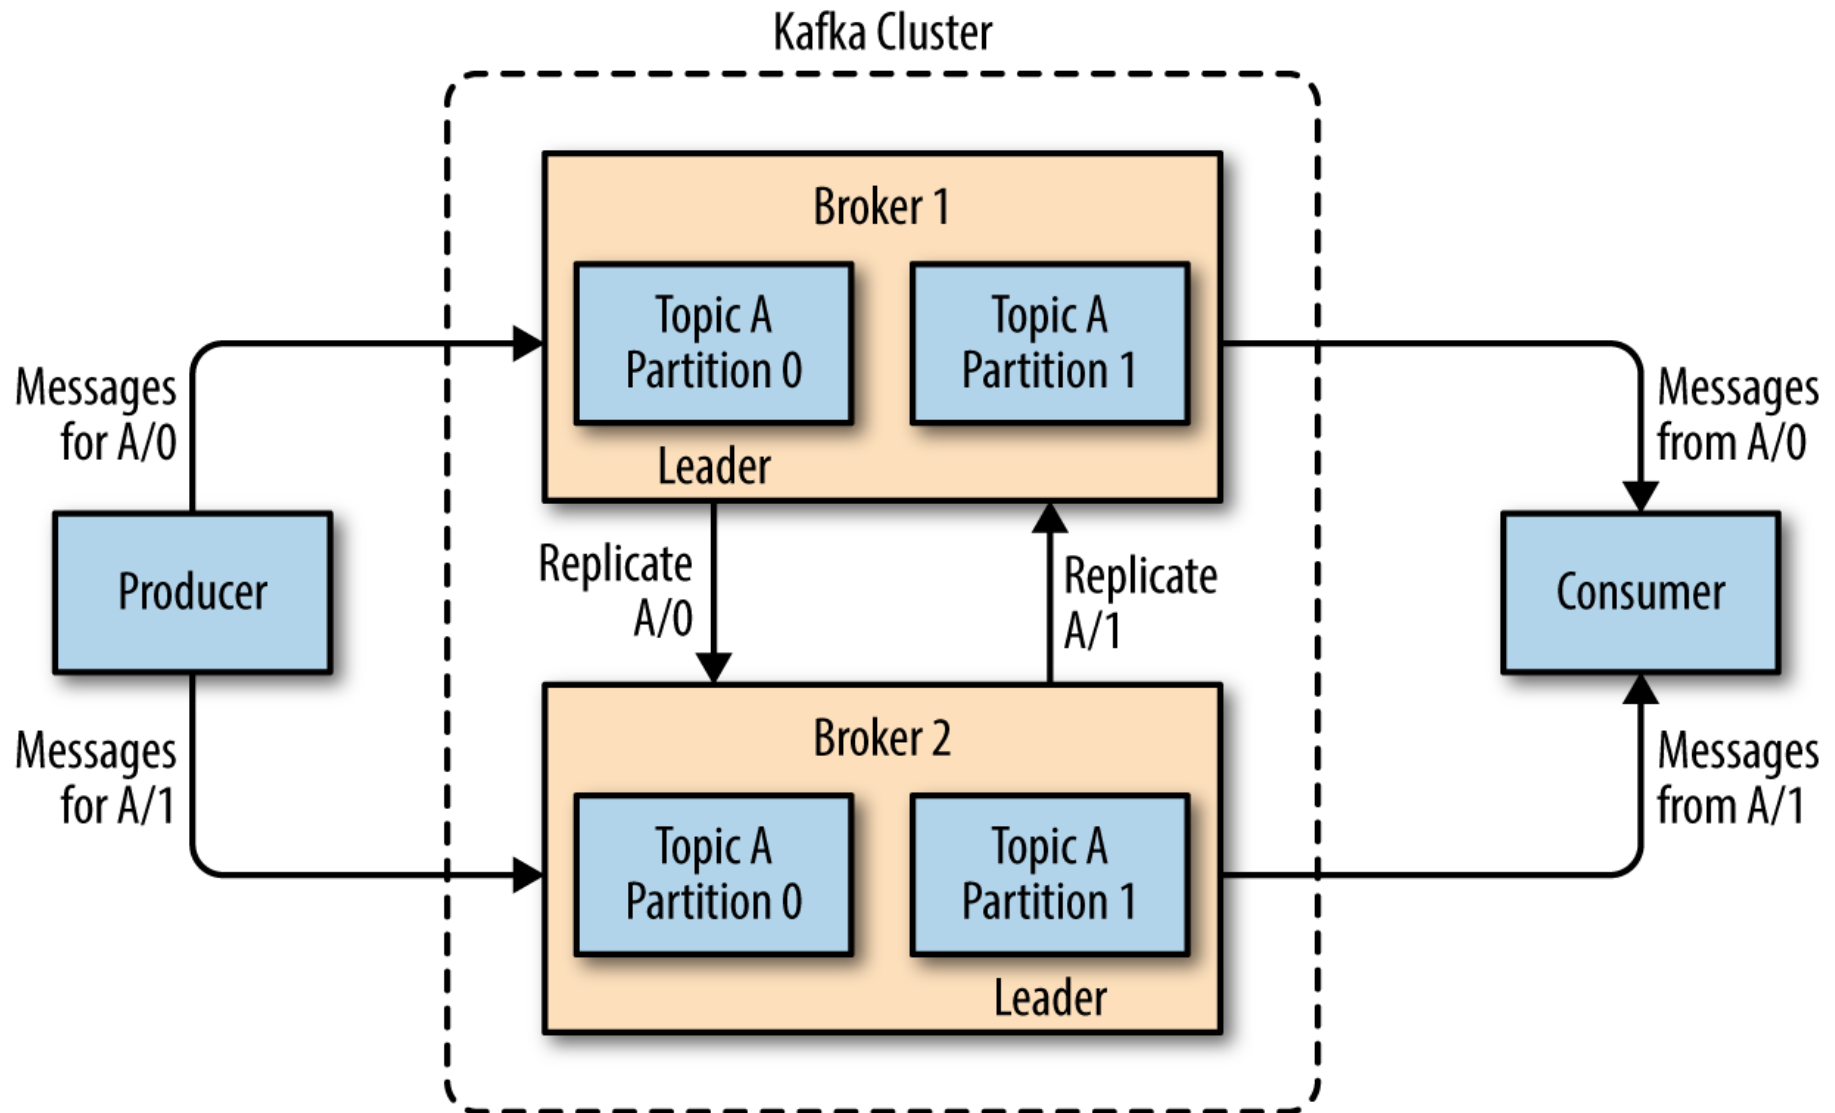 Kafka Cluster
Broker 1
Topic A
Partition 0
Topic A
Partition 1
Leader
Messages
for A/0
Messages
from A/0
Producer
Replicate
A/0
Replicate
A/1
Consumer
Messages
for A/1
Messages
from A/1
Broker 2
Topic A
Partition 0
Topic A
Partition 1
Leader